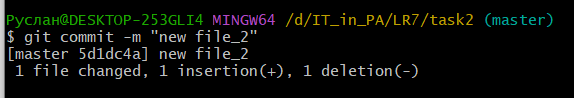 Руслан@DESKTOP-253GLI4 MINGW64 /d/IT_in_PA/LR7/task2 (master)
$ git commit -m "new file_2"
[master 5d1dc4a] new file_2
 1 file changed, 1 insertion(+), 1 deletion(-)